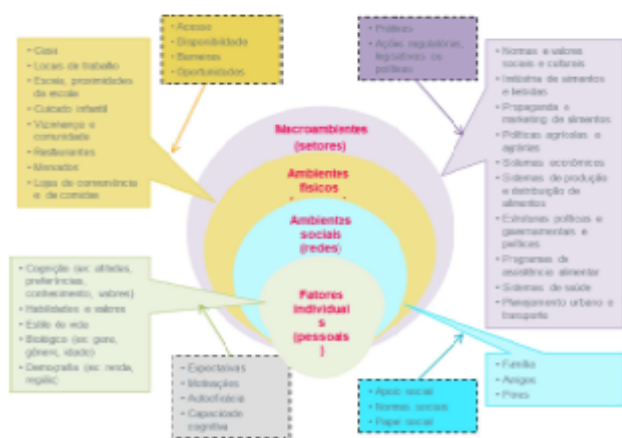 • Acesso
• Disponibilidade
• Barreiras
• Oportunidades
• Políticas
• Ações regulatórias,
legislativas ou
políticas
• Casa
• Locais de trabalho
• Escola, proximidades
da escola
• Cuidado infantil
• Vizinhança e
comunidade
• Restaurantes
• Mercados
• Lojas de conveniência
e de comidas
• Normas e valores
sociais e culturais
• Indústria de alimentos
e bebidas
• Propaganda e
marketing de alimentos
• Políticas agrícolas e
agrárias
• Sistemas econômicos
• Sistemas de produção
e distribuição de
alimentos
• Estruturas políticas e
governamentais e
políticas
• Programas de
assistência alimentar
• Sistemas de saúde
• Planejamento urbano e
transporte
Macroambientes
(setores)
Ambientes
físicos
Ambientes
sociais
(redes)
Fatores
individuai
s
(pessoais
)
• Cognição (ex: atitudes,
preferências,
conhecimento, valores)
• Habilidades e valores
• Estilo de vida
• Biológico (ex: gene,
gênero, idade)
• Demografia (ex: renda,
região)
• Expectativas
• Motivações
• Autoeficácia
• Capacidade
cognitiva
• Apoio social
• Normas sociais
• Papel social
• Família
• Amigos
• Pares